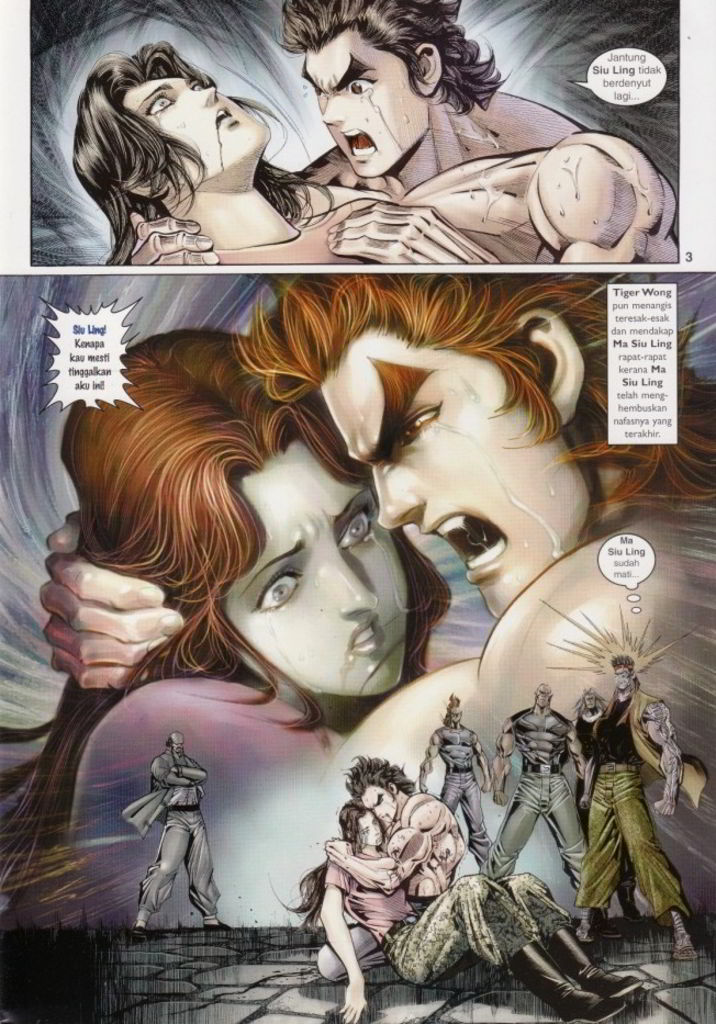 Jantung
Siu Ling tidak
berdenyut
lagi...
3
Siu Ling!
Kenapa
kau mesti
tinggalkan
aku ini!
Tiger Wong
pun menangis
teresak-esak
dan mendakap
Ma Siu Ling
rapat-rapat
kerana Ma
Siu Ling
telah meng-
hembuskan
nafasnya yang
terakhir.
Ma
Siu Ling
sudah
mati...